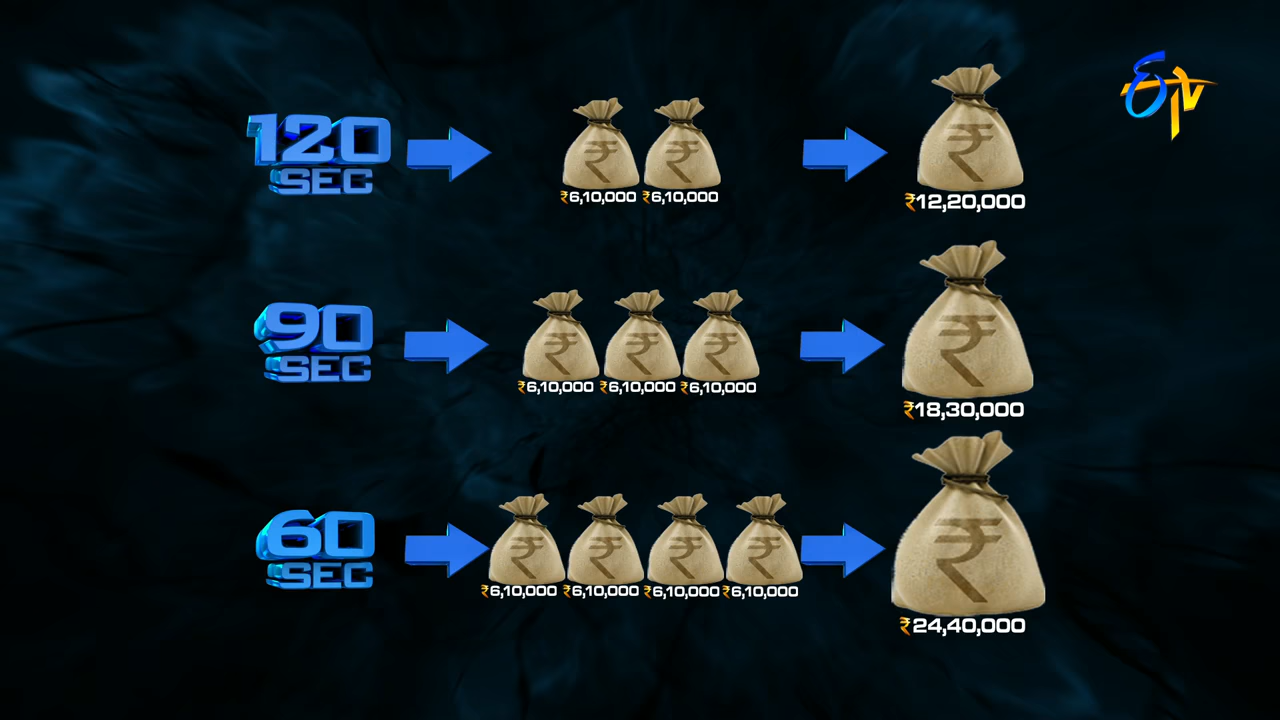 120
SEC
₹6,10,000 ₹6,10,000
₹12,20,000
90
SEC
₹6,10,000 ₹6,10,000 ₹6,10,000
₹18,30,000
60
SEC
₹6,10,000 ₹6,10,000 ₹6,10,000 ₹6,10,000
₹24,40,000
ETV